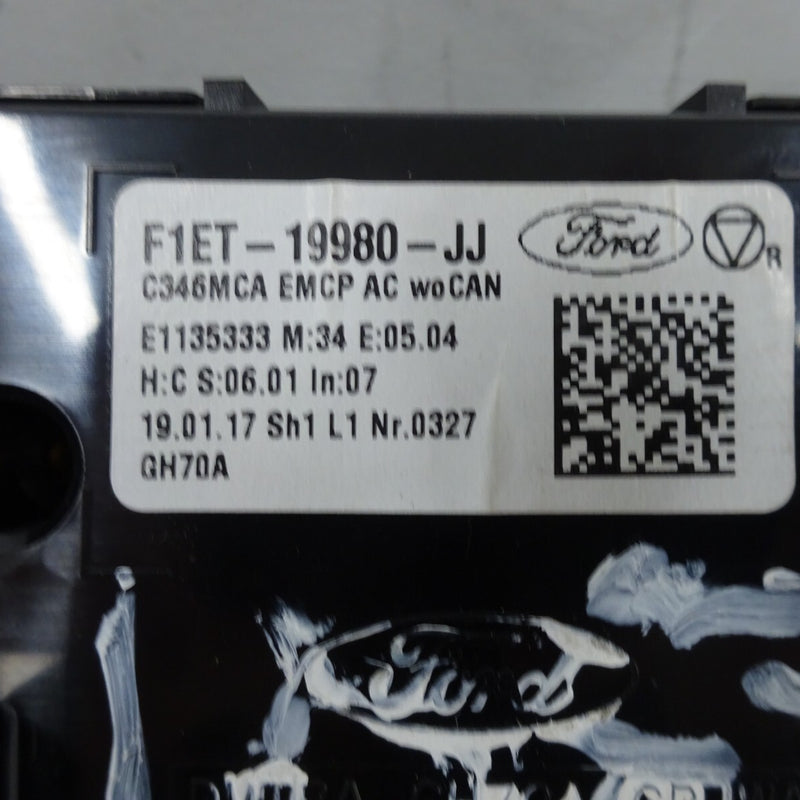 F1ET-19980-JJ Ford R
C346MCA EMCP AC woCAN
E1135333 M:34 E:05.04
H:C S:06.01 In:07
19.01.17 Sh1 L1 Nr.0327
GH70A
Ford